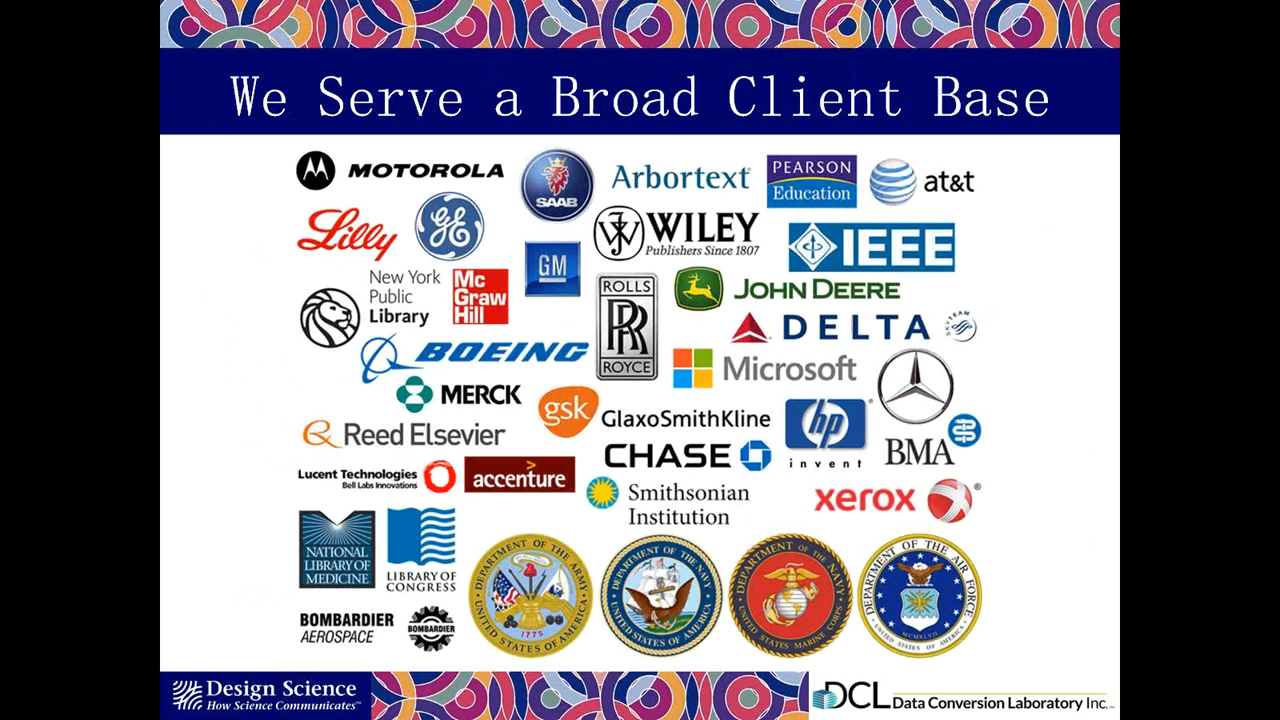 We Serve a Broad Client Base
MOTOROLA
SAAB
Arbortext
PEARSON
Education
at&t
Lilly
GE
WILEY
Publishers Since 1807
IEEE
GM
New York
Public
Library
Mc
Graw
Hill
ROLLS
RR
ROYCE
JOHN DEERE
DELTA
SKYTEAM
BOEING
Microsoft
MERCK
gsk
GlaxoSmithKline
hp
invent
BMA
Reed Elsevier
CHASE
Lucent Technologies
Bell Labs Innovations
accenture
Smithsonian
Institution
xerox
NATIONAL
LIBRARY OF
MEDICINE
LIBRARY OF
CONGRESS
DEPARTMENT OF THE ARMY
UNITED STATES OF AMERICA
1775
DEPARTMENT OF THE NAVY
UNITED STATES OF AMERICA
DEPARTMENT OF THE NAVY
UNITED STATES MARINE CORPS
DEPARTMENT OF THE AIR FORCE
MCMXLVII
UNITED STATES OF AMERICA
BOMBARDIER
AEROSPACE
BOMBARDIER
Design Science
How Science Communicates™
DCL Data Conversion Laboratory Inc.